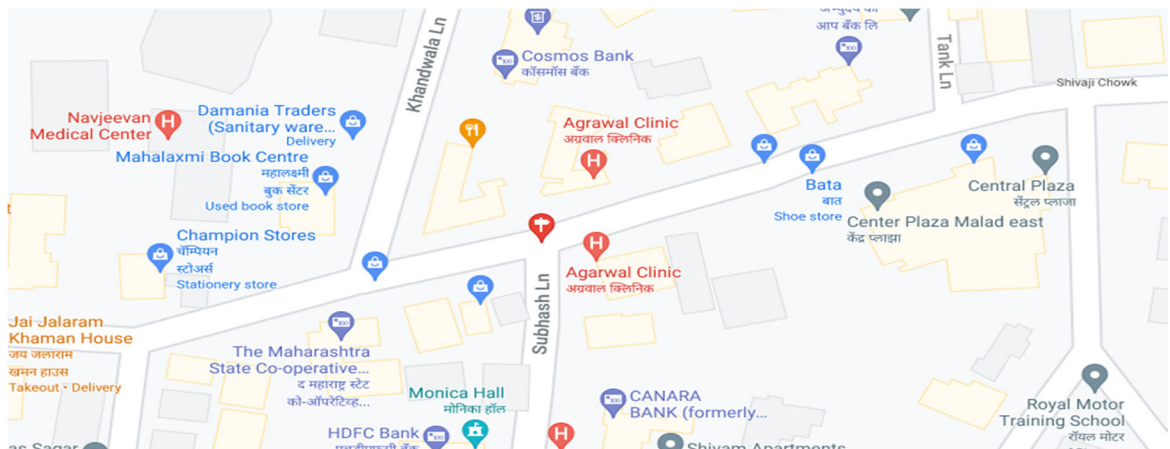 अभ्युदय को
आप बँक लि
Khandwala Ln
Cosmos Bank
कॉसमॉस बँक
Tank Ln
Shivaji Chowk
Navjeevan
Medical Center
Damania Traders
(Sanitary ware...
Delivery
Agrawal Clinic
अग्रवाल क्लिनिक
Mahalaxmi Book Centre
महालक्ष्मी
बुक सेंटर
Used book store
Bata
बात
Shoe store
Central Plaza
सेंट्रल प्लाजा
Center Plaza Malad east
केंद्र प्लाझा
t
Champion Stores
चॅम्पियन
स्टोअर्स
Stationery store
Agarwal Clinic
अग्रवाल क्लिनिक
Subhash Ln
Jai Jalaram
Khaman House
जय जलाराम
खमन हाउस
Takeout • Delivery
The Maharashtra
State Co-operative...
द महाराष्ट्र स्टेट
को-ऑपरेटिव्ह...
Monica Hall
मोनिका हॉल
CANARA
BANK (formerly...
Royal Motor
Training School
रॉयल मोटर
HDFC Bank
as Sagar
Shivam Apartments